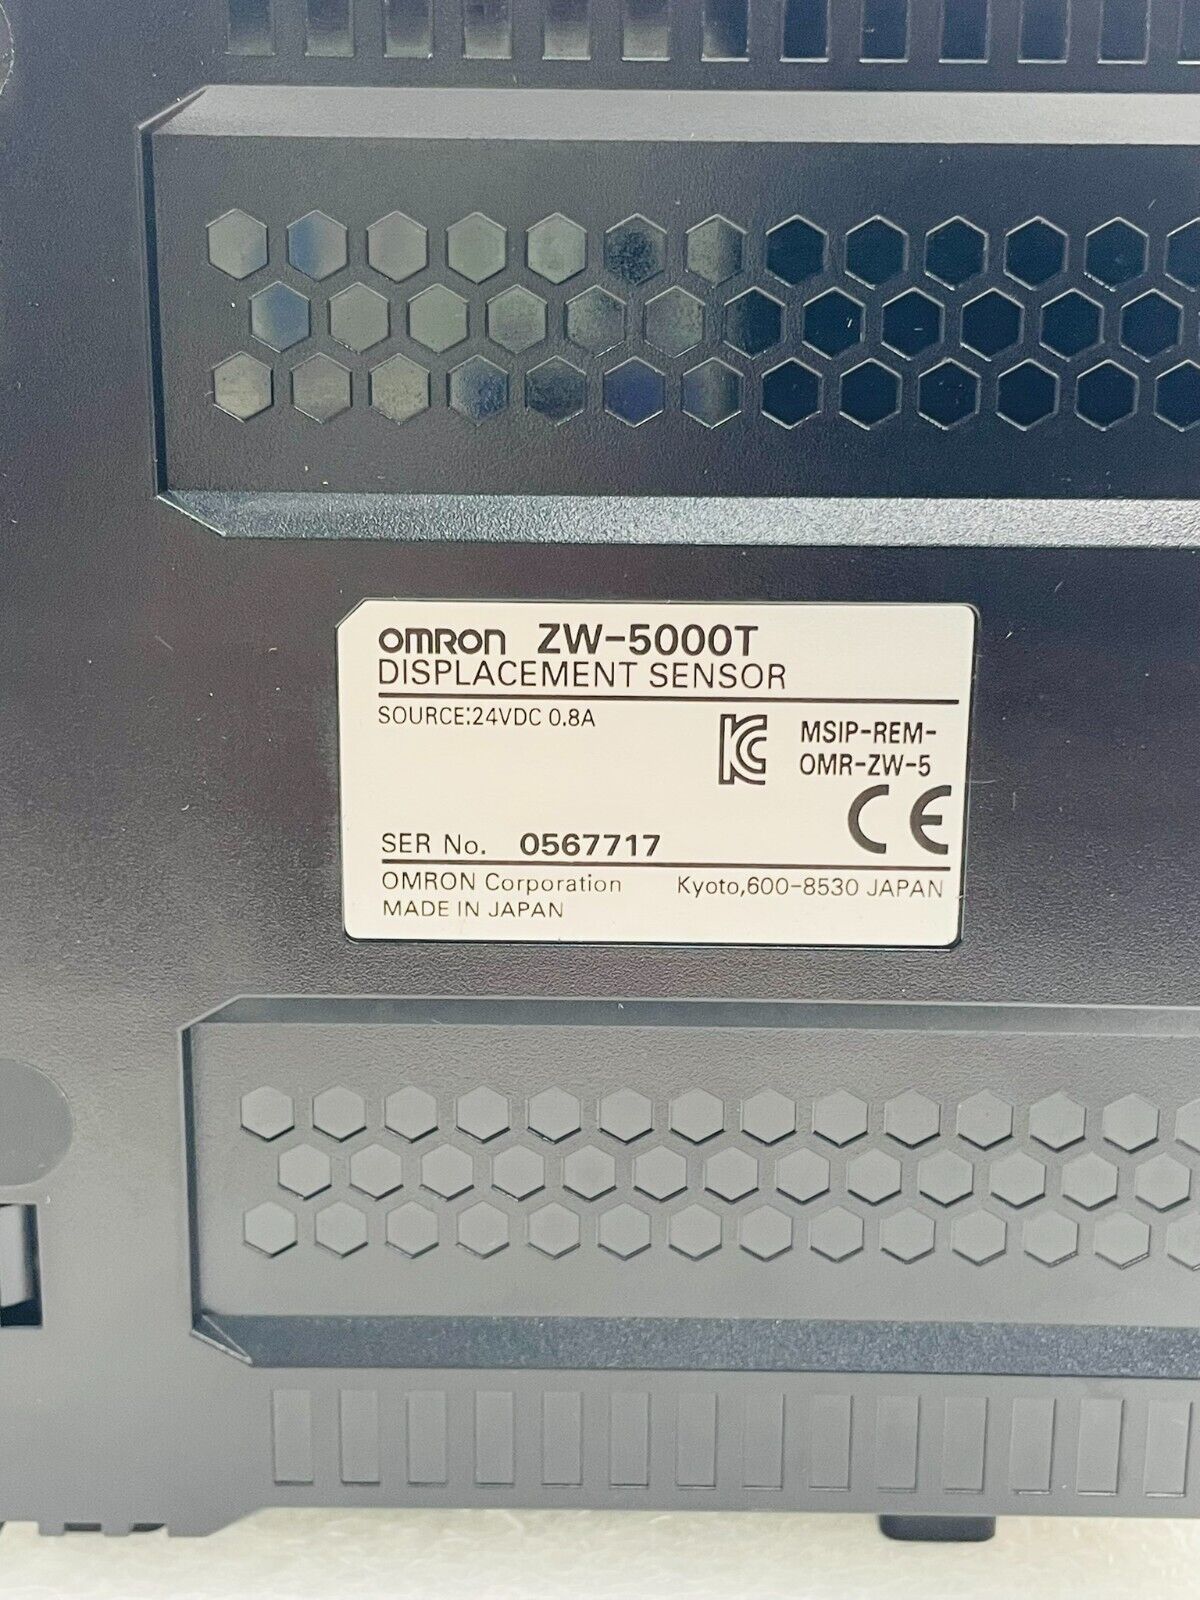 OMRON ZW-5000T
DISPLACEMENT SENSOR
SOURCE:24VDC 0.8A
KC MSIP-REM-
OMR-ZW-5
CE
SER No. 0567717
OMRON Corporation Kyoto,600-8530 JAPAN
MADE IN JAPAN